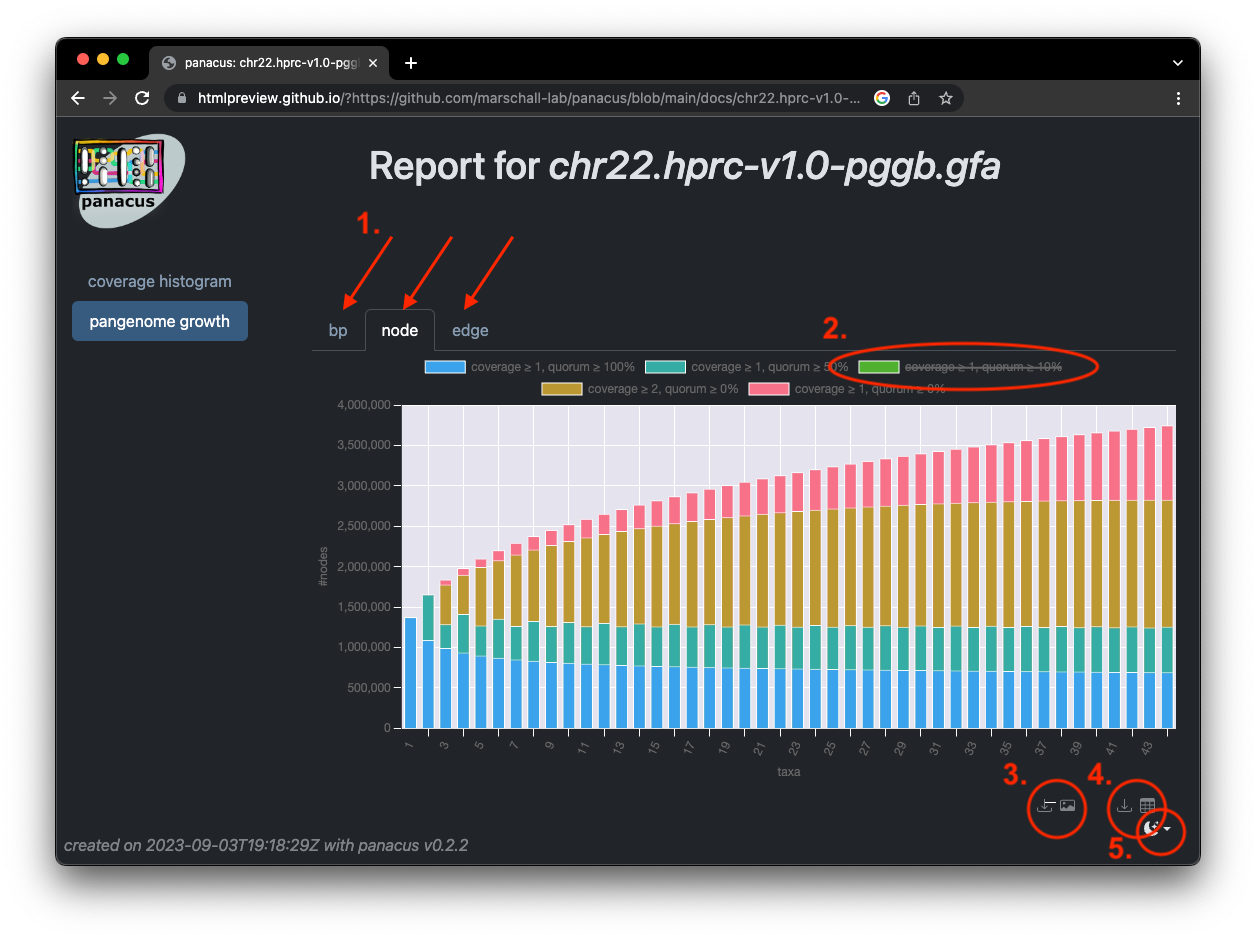 panacus: chr22.hprc-v1.0-pgg
htmlpreview.github.io/?https://github.com/marschall-lab/panacus/blob/main/docs/chr22.hprc-v1.0-...
panacus
Report for chr22.hprc-v1.0-pggb.gfa
1.
coverage histogram
pangenome growth
bp
node
edge
2.
coverage ≥ 1, quorum ≥ 100%
coverage ≥ 1, quorum ≥ 50%
coverage ≥ 1, quorum ≥ 10%
coverage ≥ 2, quorum ≥ 0%
coverage ≥ 1, quorum ≥ 0%
4,000,000
3,500,000
3,000,000
2,500,000
2,000,000
1,500,000
1,000,000
500,000
0
#nodes
1 3 5 7 9 11 13 15 17 19 21 23 25 27 29 31 33 35 37 39 41 43
taxa
3.
4.
5.
created on 2023-09-03T19:18:29Z with panacus v0.2.2